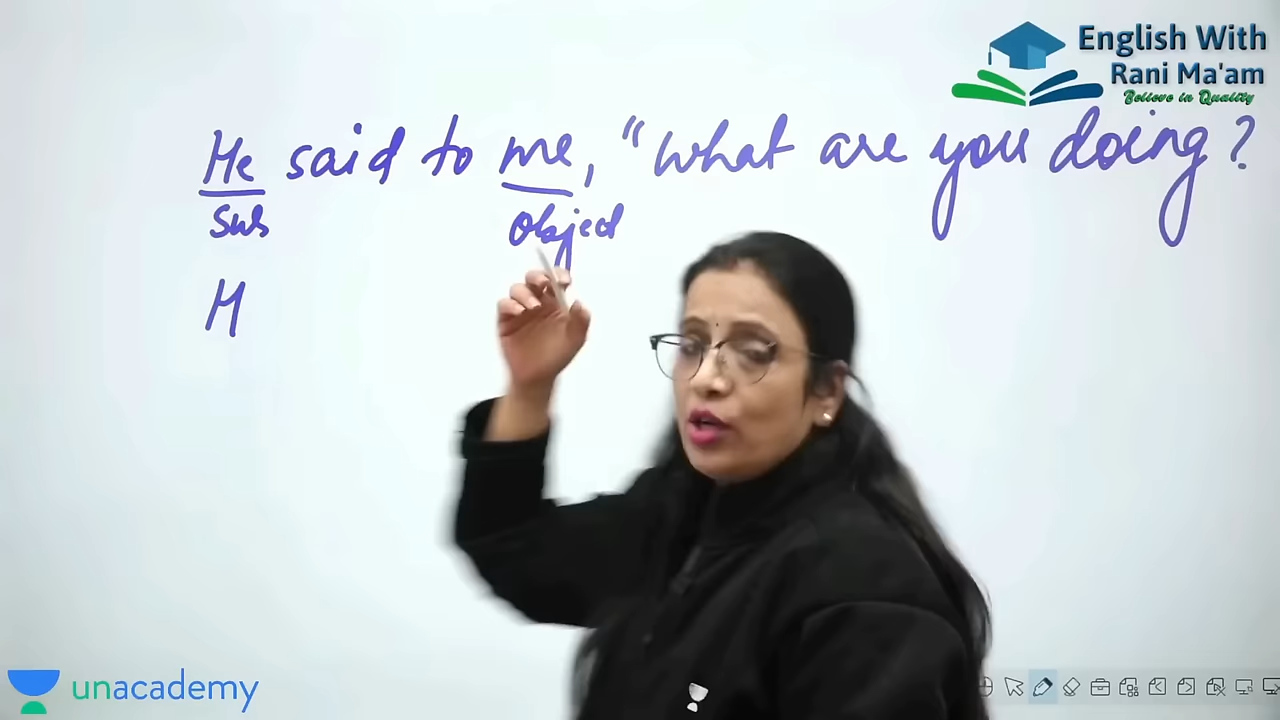 English With
Rani Ma'am
Believe in Quality
He said to me, "What are you doing?
sub object
H
unacademy